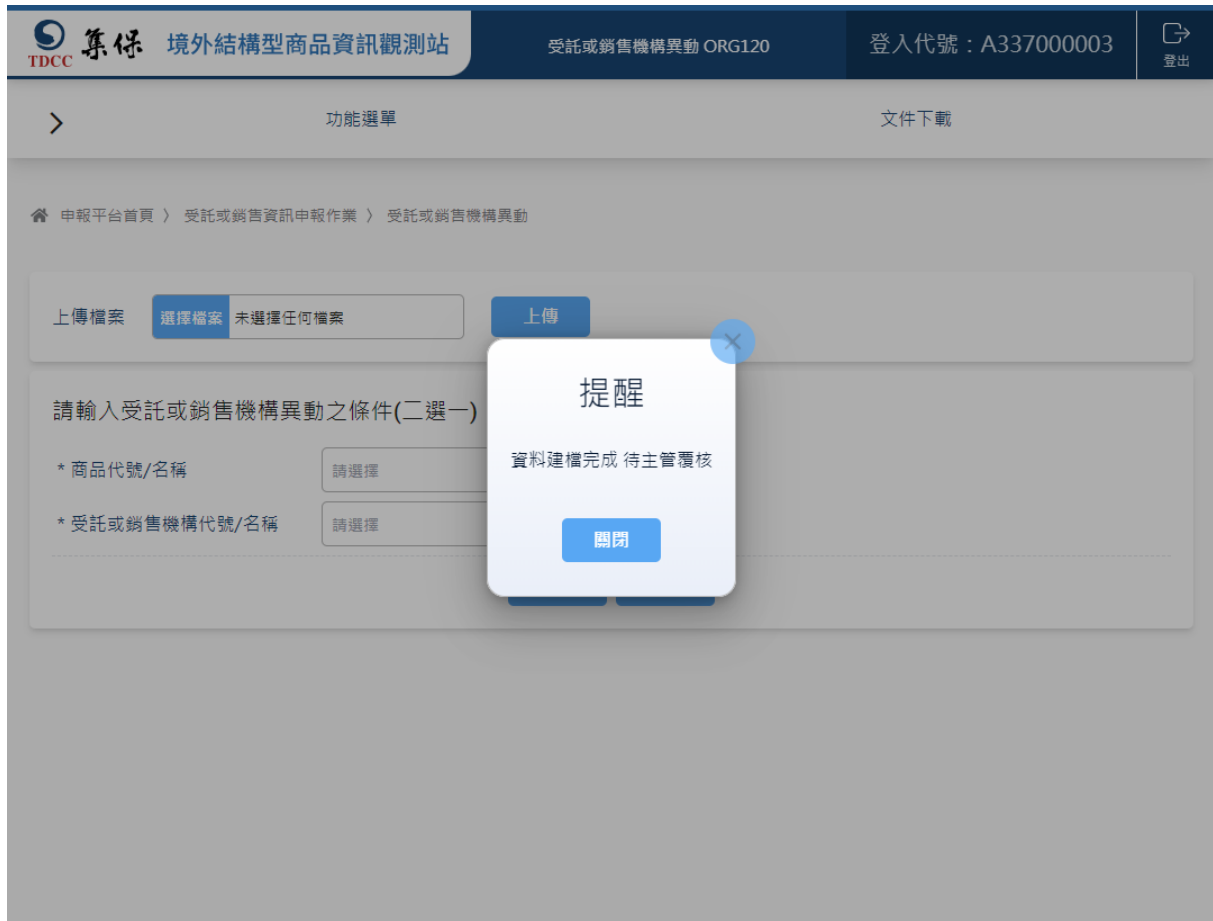 TDCC 集保 境外結構型商品資訊觀測站
受託或銷售機構異動 ORG120
登入代號：A337000003
登出
功能選單
文件下載
申報平台首頁 〉 受託或銷售資訊申報作業 〉 受託或銷售機構異動
上傳檔案 選擇檔案 未選擇任何檔案 上傳
請輸入受託或銷售機構異動之條件(二選一)
* 商品代號/名稱 請選擇
* 受託或銷售機構代號/名稱 請選擇
提醒
資料建檔完成 待主管覆核
關閉